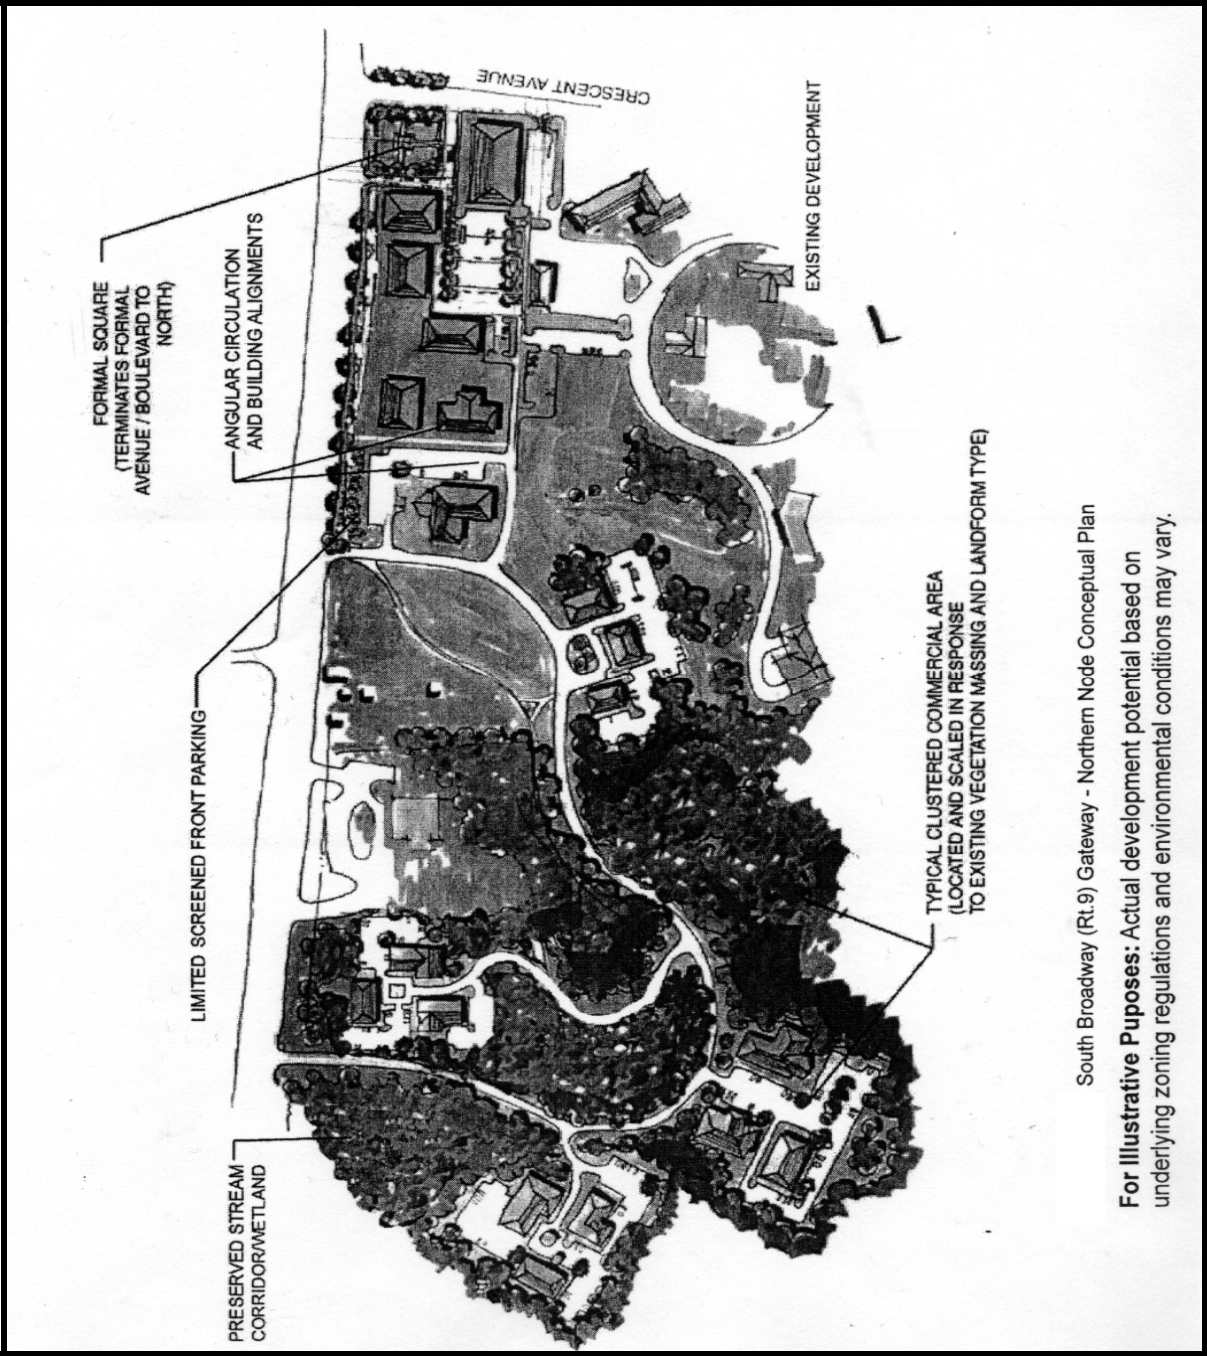 CRESCENT AVENUE
FORMAL SQUARE
(TERMINATES FORMAL
AVENUE / BOULEVARD TO
NORTH)
ANGULAR CIRCULATION
AND BUILDING ALIGNMENTS
EXISTING DEVELOPMENT
LIMITED SCREENED FRONT PARKING
PRESERVED STREAM
CORRIDOR/WETLAND
TYPICAL CLUSTERED COMMERCIAL AREA
(LOCATED AND SCALED IN RESPONSE
TO EXISTING VEGETATION MASSING AND LANDFORM TYPE)
South Broadway (Rt.9) Gateway - Northern Node Conceptual Plan
For Illustrative Puposes: Actual development potential based on
underlying zoning regulations and environmental conditions may vary.